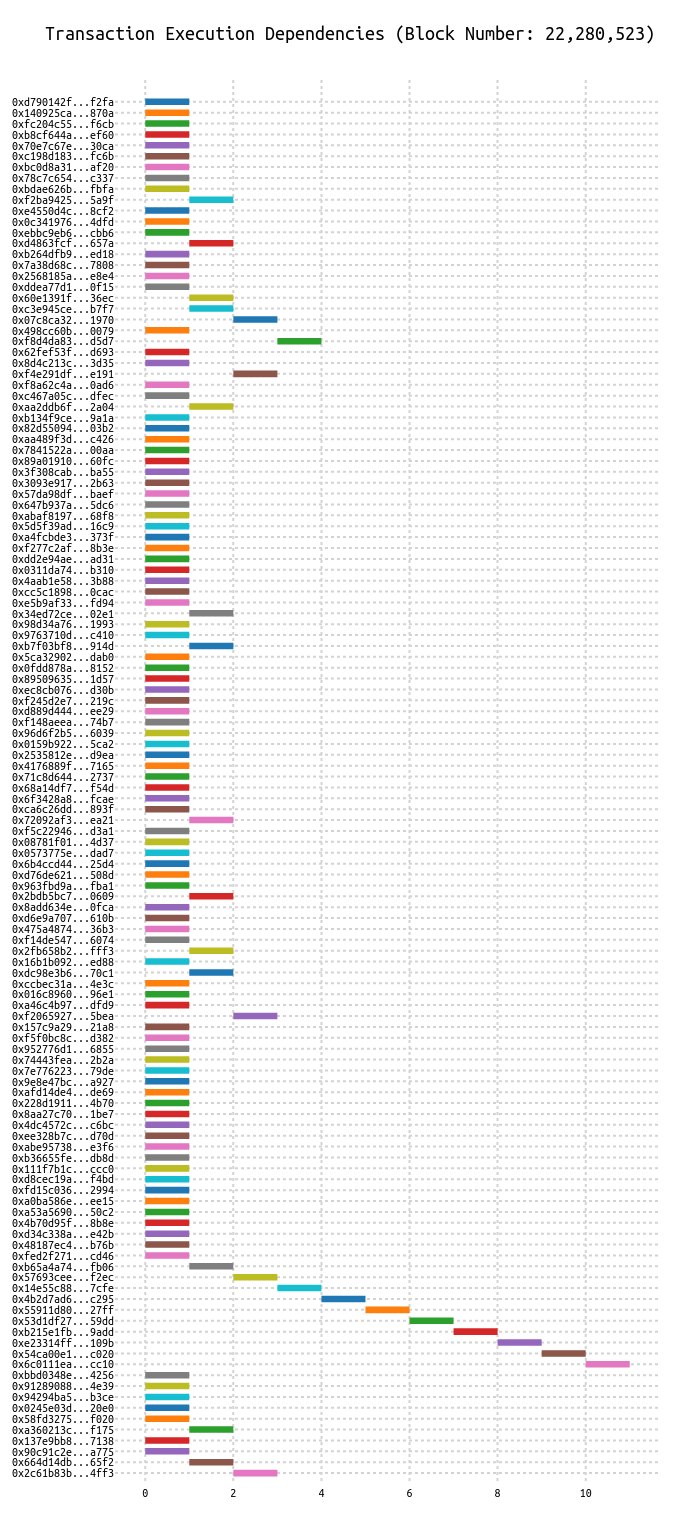 Transaction Execution Dependencies (Block Number: 22,280,523)
0xd790142f...f2fa
0x140925ca...870a
0xfc204c55...f6cb
0xb8cf644a...ef60
0x70e7c67e...30ca
0xc198d183...fc6b
0xbc0d8a31...af20
0x78c7c654...c337
0xbdae626b...fbfa
0xf2ba9425...5a9f
0xe4550d4c...8cf2
0x0c341976...4dfd
0xebbc9eb6...cbb6
0xd4863fcf...657a
0xb264dfb9...ed18
0x7a38d68c...7808
0x2568185a...e8e4
0xddea77d1...0f15
0x60e1391f...36ec
0xc3e945ce...b7f7
0x07c8ca32...1970
0x498cc60b...0079
0xf8d4da83...d5d7
0x62fef53f...d693
0x8d4c213c...3d35
0xf4e291df...e191
0xf8a62c4a...0ad6
0xc467a05c...dfec
0xaa2ddb6f...2a04
0xb134f9ce...9a1a
0x82d55094...03b2
0xaa489f3d...c426
0x7841522a...00aa
0x89a01910...60fc
0x3f308cab...ba55
0x3093e917...2b63
0x57da98df...baef
0x647b937a...5dc6
0xabaf8197...68f8
0x5d5f39ad...16c9
0xa4fcbde3...373f
0xf277c2af...8b3e
0xdd2e94ae...ad31
0x0311da74...b310
0x4aab1e58...3b88
0xcc5c1898...0cac
0xe5b9af33...fd94
0x34ed72ce...02e1
0x98d34a76...1993
0x9763710d...c410
0xb7f03bf8...914d
0x5ca32902...dab0
0x0fdd878a...8152
0x89509635...1d57
0xec8cb076...d30b
0xf245d2e7...219c
0xd889d444...ee29
0xf148aeea...74b7
0x96d6f2b5...6039
0x0159b922...5ca2
0x2535812e...d9ea
0x4176889f...7165
0x71c8d644...2737
0x68a14df7...f54d
0x6f3428a8...fcae
0xca6c26dd...893f
0x72092af3...ea21
0xf5c22946...d3a1
0x08781f01...4d37
0x0573775e...dad7
0x6b4ccd44...25d4
0xd76de621...508d
0x963fbd9a...fba1
0x2bdb5bc7...0609
0x8add634e...0fca
0xd6e9a707...610b
0x475a4874...36b3
0xf14de547...6074
0x2fb658b2...fff3
0x16b1b092...ed88
0xdc98e3b6...70c1
0xccbec31a...4e3c
0x016c8960...96e1
0xa46c4b97...dfd9
0xf2065927...5bea
0x157c9a29...21a8
0xf5f0bc8c...d382
0x952776d1...6855
0x74443fea...2b2a
0x7e776223...79de
0x9e8e47bc...a927
0xafd14de4...de69
0x228d1911...4b70
0x8aa27c70...1be7
0x4dc4572c...c6bc
0xee328b7c...d70d
0xabe95738...e3f6
0xb36655fe...db8d
0x111f7b1c...ccc0
0xd8cec19a...f4bd
0xfd15c036...2994
0xa0ba586e...ee15
0xa53a5690...50c2
0x4b70d95f...8b8e
0xd34c338a...e42b
0x48187ec4...b76b
0xfed2f271...cd46
0xb65a4a74...fb06
0x57693cee...f2ec
0x14e55c88...7cfe
0x4b2d7ad6...c295
0x55911d80...27ff
0x53d1df27...59dd
0xb215e1fb...9add
0xe23314ff...109b
0x54ca00e1...c020
0x6c0111ea...cc10
0xbbd0348e...4256
0x91289088...4e39
0x94294ba5...b3ce
0x0245e03d...20e0
0x58fd3275...f020
0xa360213c...f175
0x137e9bb8...7138
0x90c91c2e...a775
0x664d14db...65f2
0x2c61b83b...4ff3
0 2 4 6 8 10